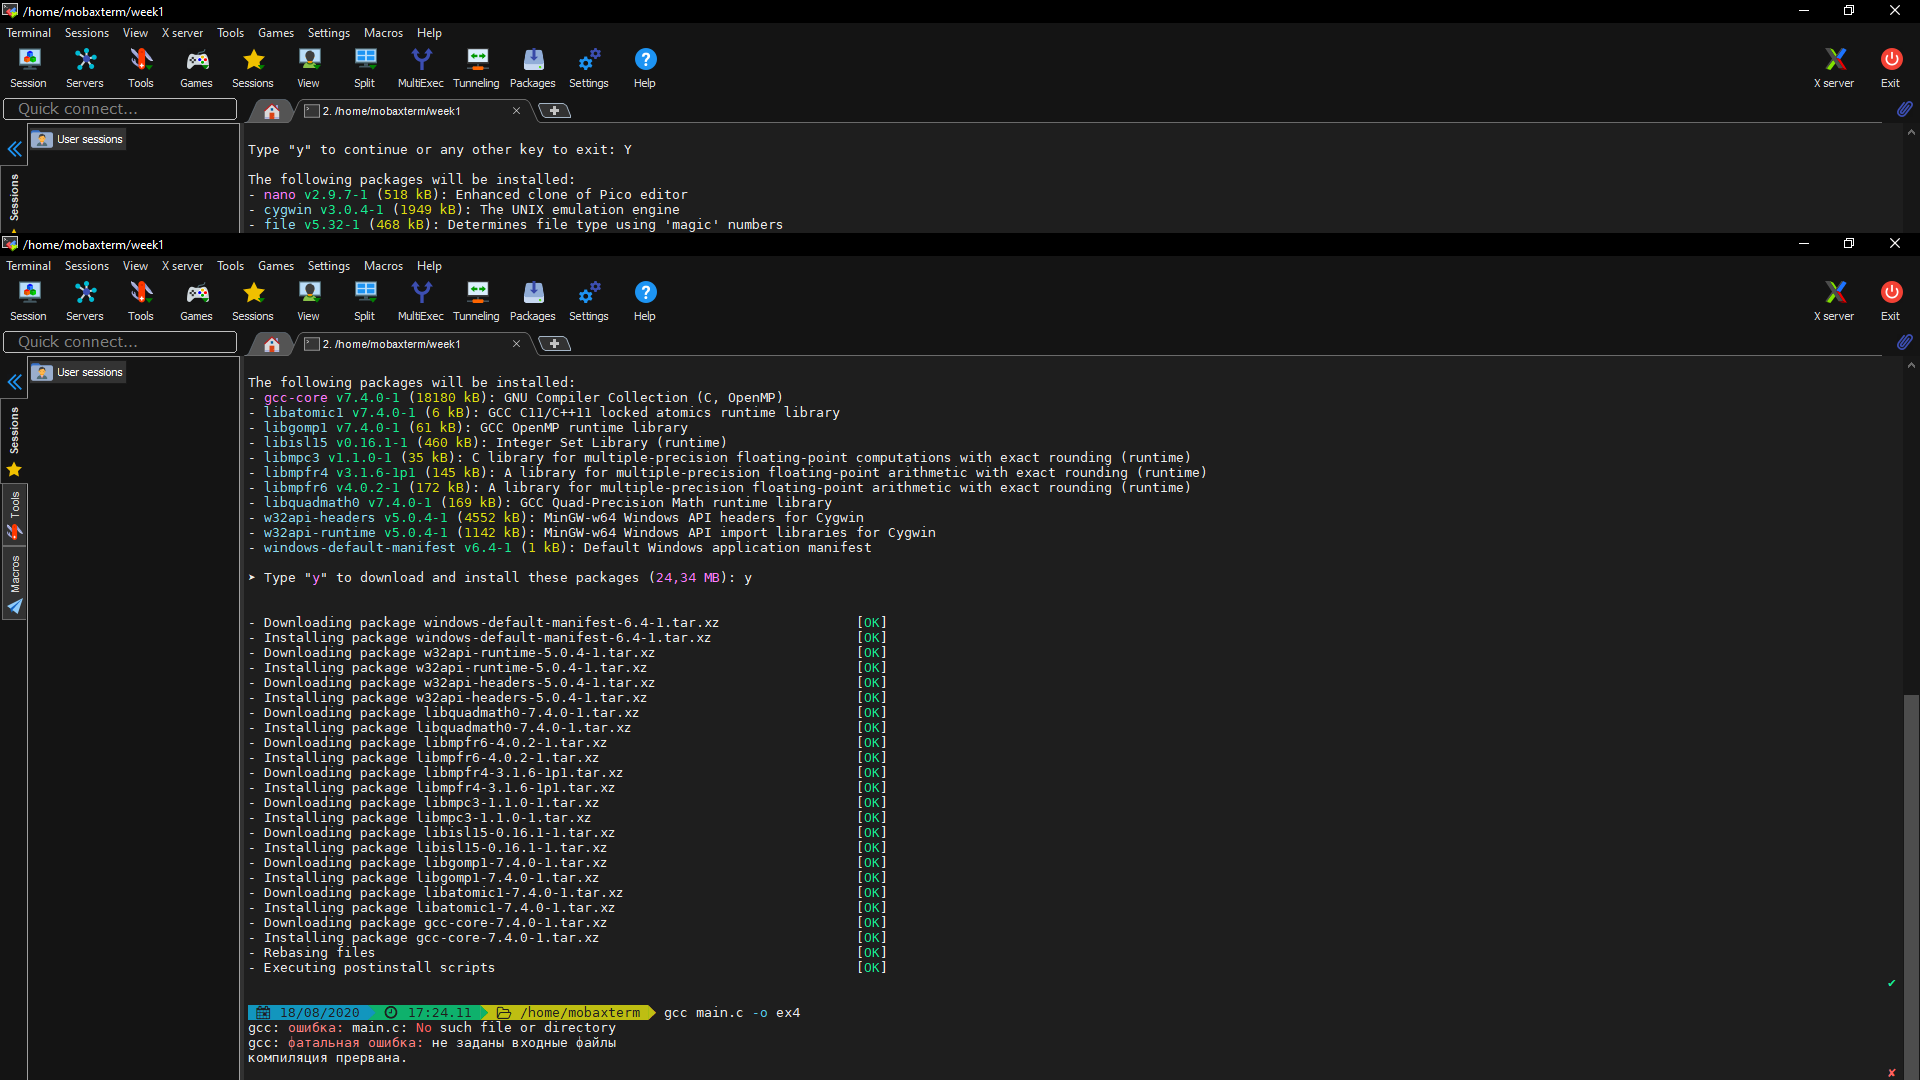 /home/mobaxterm/week1
Terminal Sessions View X server Tools Games Settings Macros Help
Session Servers Tools Games Sessions View Split MultiExec Tunneling Packages Settings Help X server Exit
Quick connect...
2. /home/mobaxterm/week1
User sessions
Sessions
Type "y" to continue or any other key to exit: Y
The following packages will be installed:
- nano v2.9.7-1 (518 kB): Enhanced clone of Pico editor
- cygwin v3.0.4-1 (1949 kB): The UNIX emulation engine
- file v5.32-1 (468 kB): Determines file type using 'magic' numbers
/home/mobaxterm/week1
Terminal Sessions View X server Tools Games Settings Macros Help
Session Servers Tools Games Sessions View Split MultiExec Tunneling Packages Settings Help X server Exit
Quick connect...
2. /home/mobaxterm/week1
User sessions
Sessions
Tools
Macros
The following packages will be installed:
- gcc-core v7.4.0-1 (18180 kB): GNU Compiler Collection (C, OpenMP)
- libatomic1 v7.4.0-1 (6 kB): GCC C11/C++11 locked atomics runtime library
- libgomp1 v7.4.0-1 (61 kB): GCC OpenMP runtime library
- libisl15 v0.16.1-1 (460 kB): Integer Set Library (runtime)
- libmpc3 v1.1.0-1 (35 kB): C library for multiple-precision floating-point computations with exact rounding (runtime)
- libmpfr4 v3.1.6-1p1 (145 kB): A library for multiple-precision floating-point arithmetic with exact rounding (runtime)
- libmpfr6 v4.0.2-1 (172 kB): A library for multiple-precision floating-point arithmetic with exact rounding (runtime)
- libquadmath0 v7.4.0-1 (169 kB): GCC Quad-Precision Math runtime library
- w32api-headers v5.0.4-1 (4552 kB): MinGW-w64 Windows API headers for Cygwin
- w32api-runtime v5.0.4-1 (1142 kB): MinGW-w64 Windows API import libraries for Cygwin
- windows-default-manifest v6.4-1 (1 kB): Default Windows application manifest
➤ Type "y" to download and install these packages (24,34 MB): y
- Downloading package windows-default-manifest-6.4-1.tar.xz [OK]
- Installing package windows-default-manifest-6.4-1.tar.xz [OK]
- Downloading package w32api-runtime-5.0.4-1.tar.xz [OK]
- Installing package w32api-runtime-5.0.4-1.tar.xz [OK]
- Downloading package w32api-headers-5.0.4-1.tar.xz [OK]
- Installing package w32api-headers-5.0.4-1.tar.xz [OK]
- Downloading package libquadmath0-7.4.0-1.tar.xz [OK]
- Installing package libquadmath0-7.4.0-1.tar.xz [OK]
- Downloading package libmpfr6-4.0.2-1.tar.xz [OK]
- Installing package libmpfr6-4.0.2-1.tar.xz [OK]
- Downloading package libmpfr4-3.1.6-1p1.tar.xz [OK]
- Installing package libmpfr4-3.1.6-1p1.tar.xz [OK]
- Downloading package libmpc3-1.1.0-1.tar.xz [OK]
- Installing package libmpc3-1.1.0-1.tar.xz [OK]
- Downloading package libisl15-0.16.1-1.tar.xz [OK]
- Installing package libisl15-0.16.1-1.tar.xz [OK]
- Downloading package libgomp1-7.4.0-1.tar.xz [OK]
- Installing package libgomp1-7.4.0-1.tar.xz [OK]
- Downloading package libatomic1-7.4.0-1.tar.xz [OK]
- Installing package libatomic1-7.4.0-1.tar.xz [OK]
- Downloading package gcc-core-7.4.0-1.tar.xz [OK]
- Installing package gcc-core-7.4.0-1.tar.xz [OK]
- Rebasing files [OK]
- Executing postinstall scripts [OK]
18/08/2020 17:24.11 /home/mobaxterm gcc main.c -o ex4
gcc: ошибка: main.c: No such file or directory
gcc: фатальная ошибка: не заданы входные файлы
компиляция прервана.